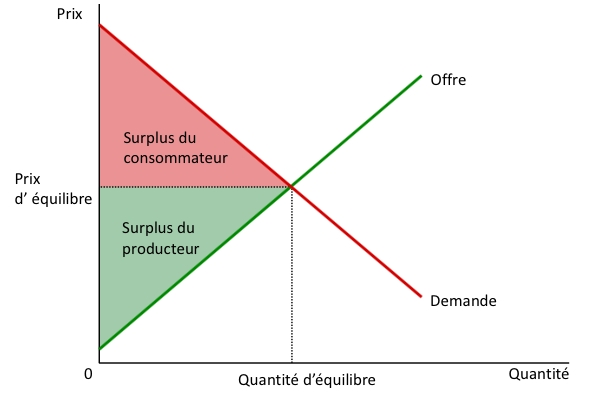 Prix
Offre
Surplus du
consommateur
Prix
d’ équilibre
Surplus du
producteur
Demande
0
Quantité d’équilibre
Quantité